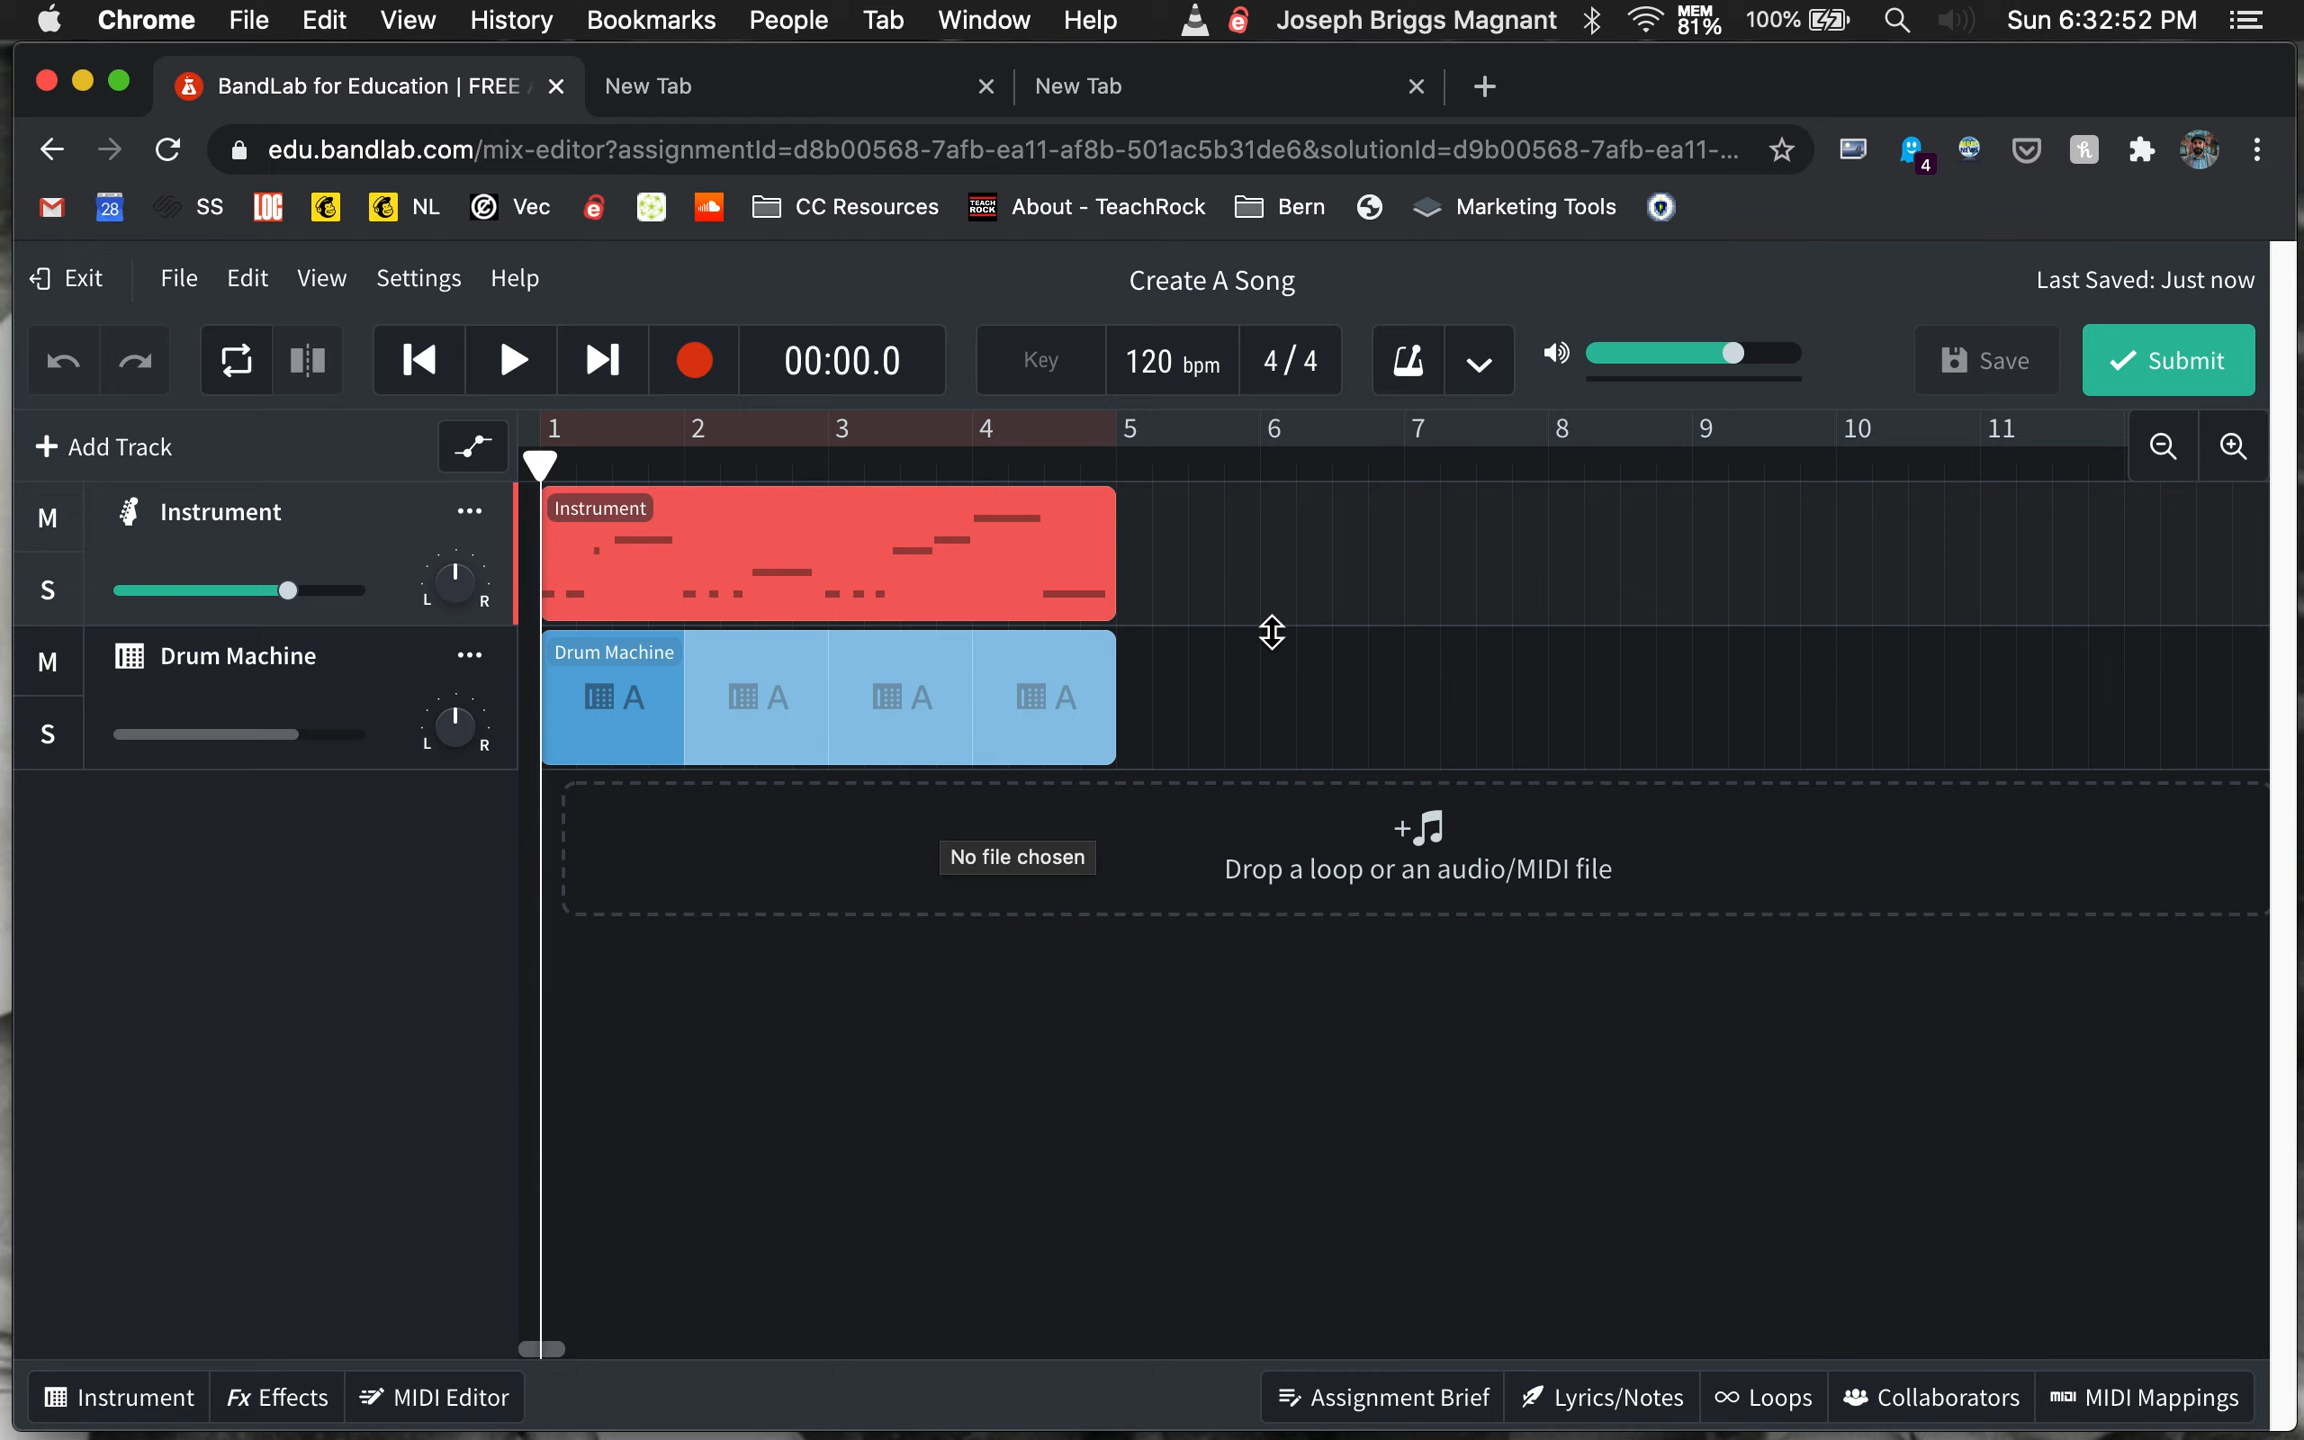 Chrome File Edit View History Bookmarks People Tab Window Help Joseph Briggs Magnant MEM 81% 100% Sun 6:32:52 PM
BandLab for Education | FREE New Tab New Tab
edu.bandlab.com/mix-editor?assignmentId=d8b00568-7afb-ea11-af8b-501ac5b31de6&solutionId=d9b00568-7afb-ea11-... 4
28 SS LOC NL Vec CC Resources TEACH ROCK About - TeachRock Bern Marketing Tools
Exit File Edit View Settings Help Create A Song Last Saved: Just now
00:00.0 Key 120 bpm 4/4 Save Submit
+ Add Track 1 2 3 4 5 6 7 8 9 10 11
M Instrument ... Instrument
S L R
M Drum Machine ... Drum Machine
A A A A
S L R
No file chosen
Drop a loop or an audio/MIDI file
Instrument Fx Effects MIDI Editor Assignment Brief Lyrics/Notes Loops Collaborators MIDI MIDI Mappings